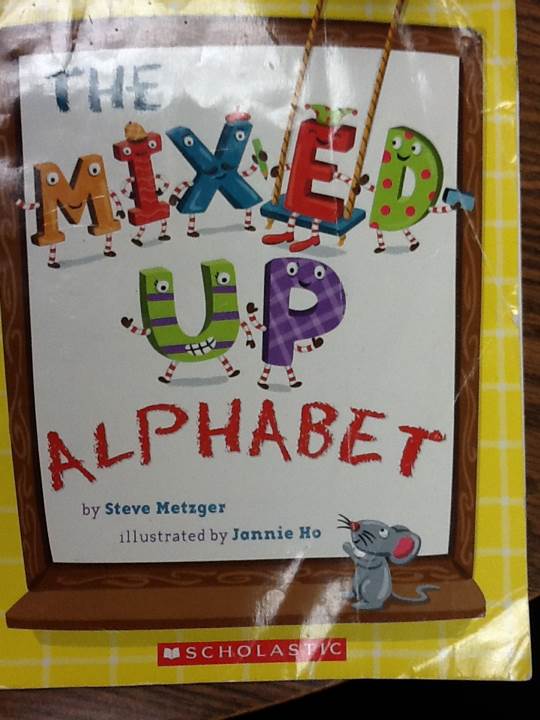 THE
MIXED-
UP
ALPHABET
by Steve Metzger
illustrated by Jannie Ho
SCHOLASTIC